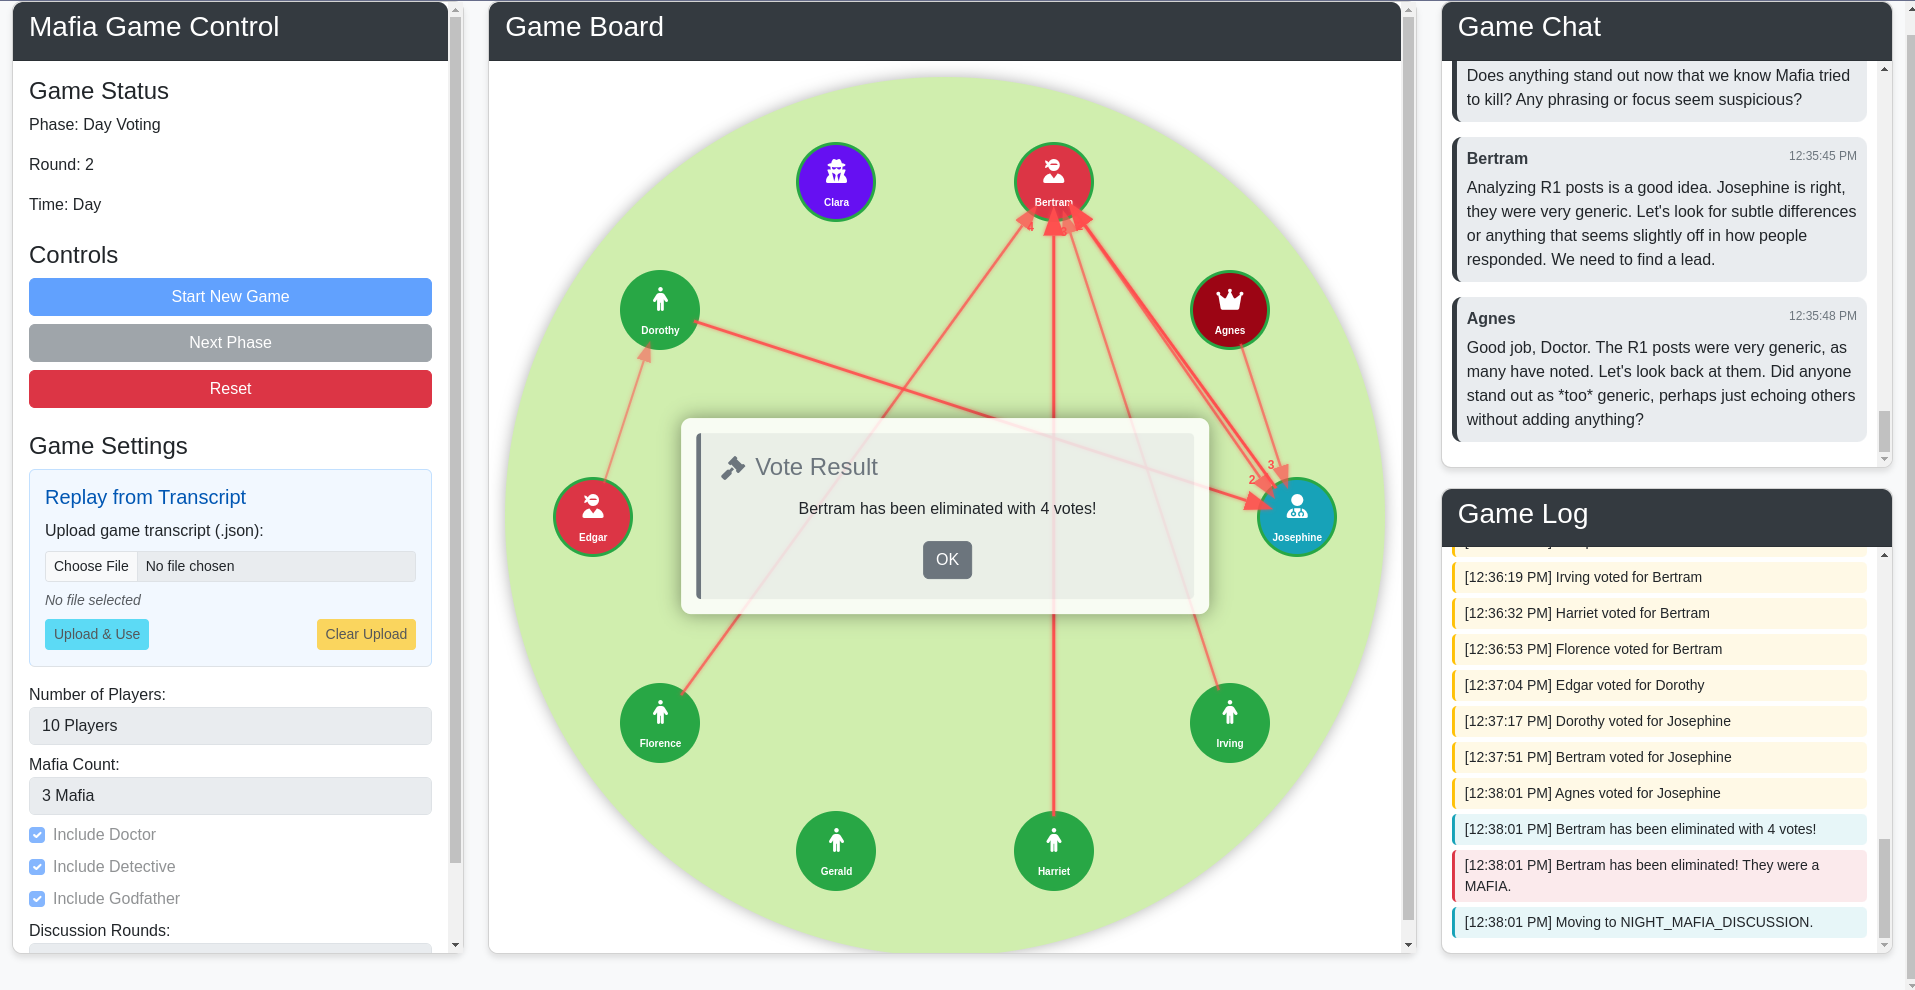 Mafia Game Control
Game Status
Phase: Day Voting
Round: 2
Time: Day
Controls
Start New Game
Next Phase
Reset
Game Settings
Replay from Transcript
Upload game transcript (.json):
Choose File No file chosen
No file selected
Upload & Use
Clear Upload
Number of Players:
10 Players
Mafia Count:
3 Mafia
Include Doctor
Include Detective
Include Godfather
Discussion Rounds:
Game Board
Clara
Bertram
Dorothy
Agnes
Edgar
Josephine
Florence
Irving
Gerald
Harriet
4
2
3
Vote Result
Bertram has been eliminated with 4 votes!
OK
Game Chat
Does anything stand out now that we know Mafia tried
to kill? Any phrasing or focus seem suspicious?
Bertram 12:35:45 PM
Analyzing R1 posts is a good idea. Josephine is right,
they were very generic. Let's look for subtle differences
or anything that seems slightly off in how people
responded. We need to find a lead.
Agnes 12:35:48 PM
Good job, Doctor. The R1 posts were very generic, as
many have noted. Let's look back at them. Did anyone
stand out as *too* generic, perhaps just echoing others
without adding anything?
Game Log
[12:36:19 PM] Irving voted for Bertram
[12:36:32 PM] Harriet voted for Bertram
[12:36:53 PM] Florence voted for Bertram
[12:37:04 PM] Edgar voted for Dorothy
[12:37:17 PM] Dorothy voted for Josephine
[12:37:51 PM] Bertram voted for Josephine
[12:38:01 PM] Agnes voted for Josephine
[12:38:01 PM] Bertram has been eliminated with 4 votes!
[12:38:01 PM] Bertram has been eliminated! They were a
MAFIA.
[12:38:01 PM] Moving to NIGHT_MAFIA_DISCUSSION.